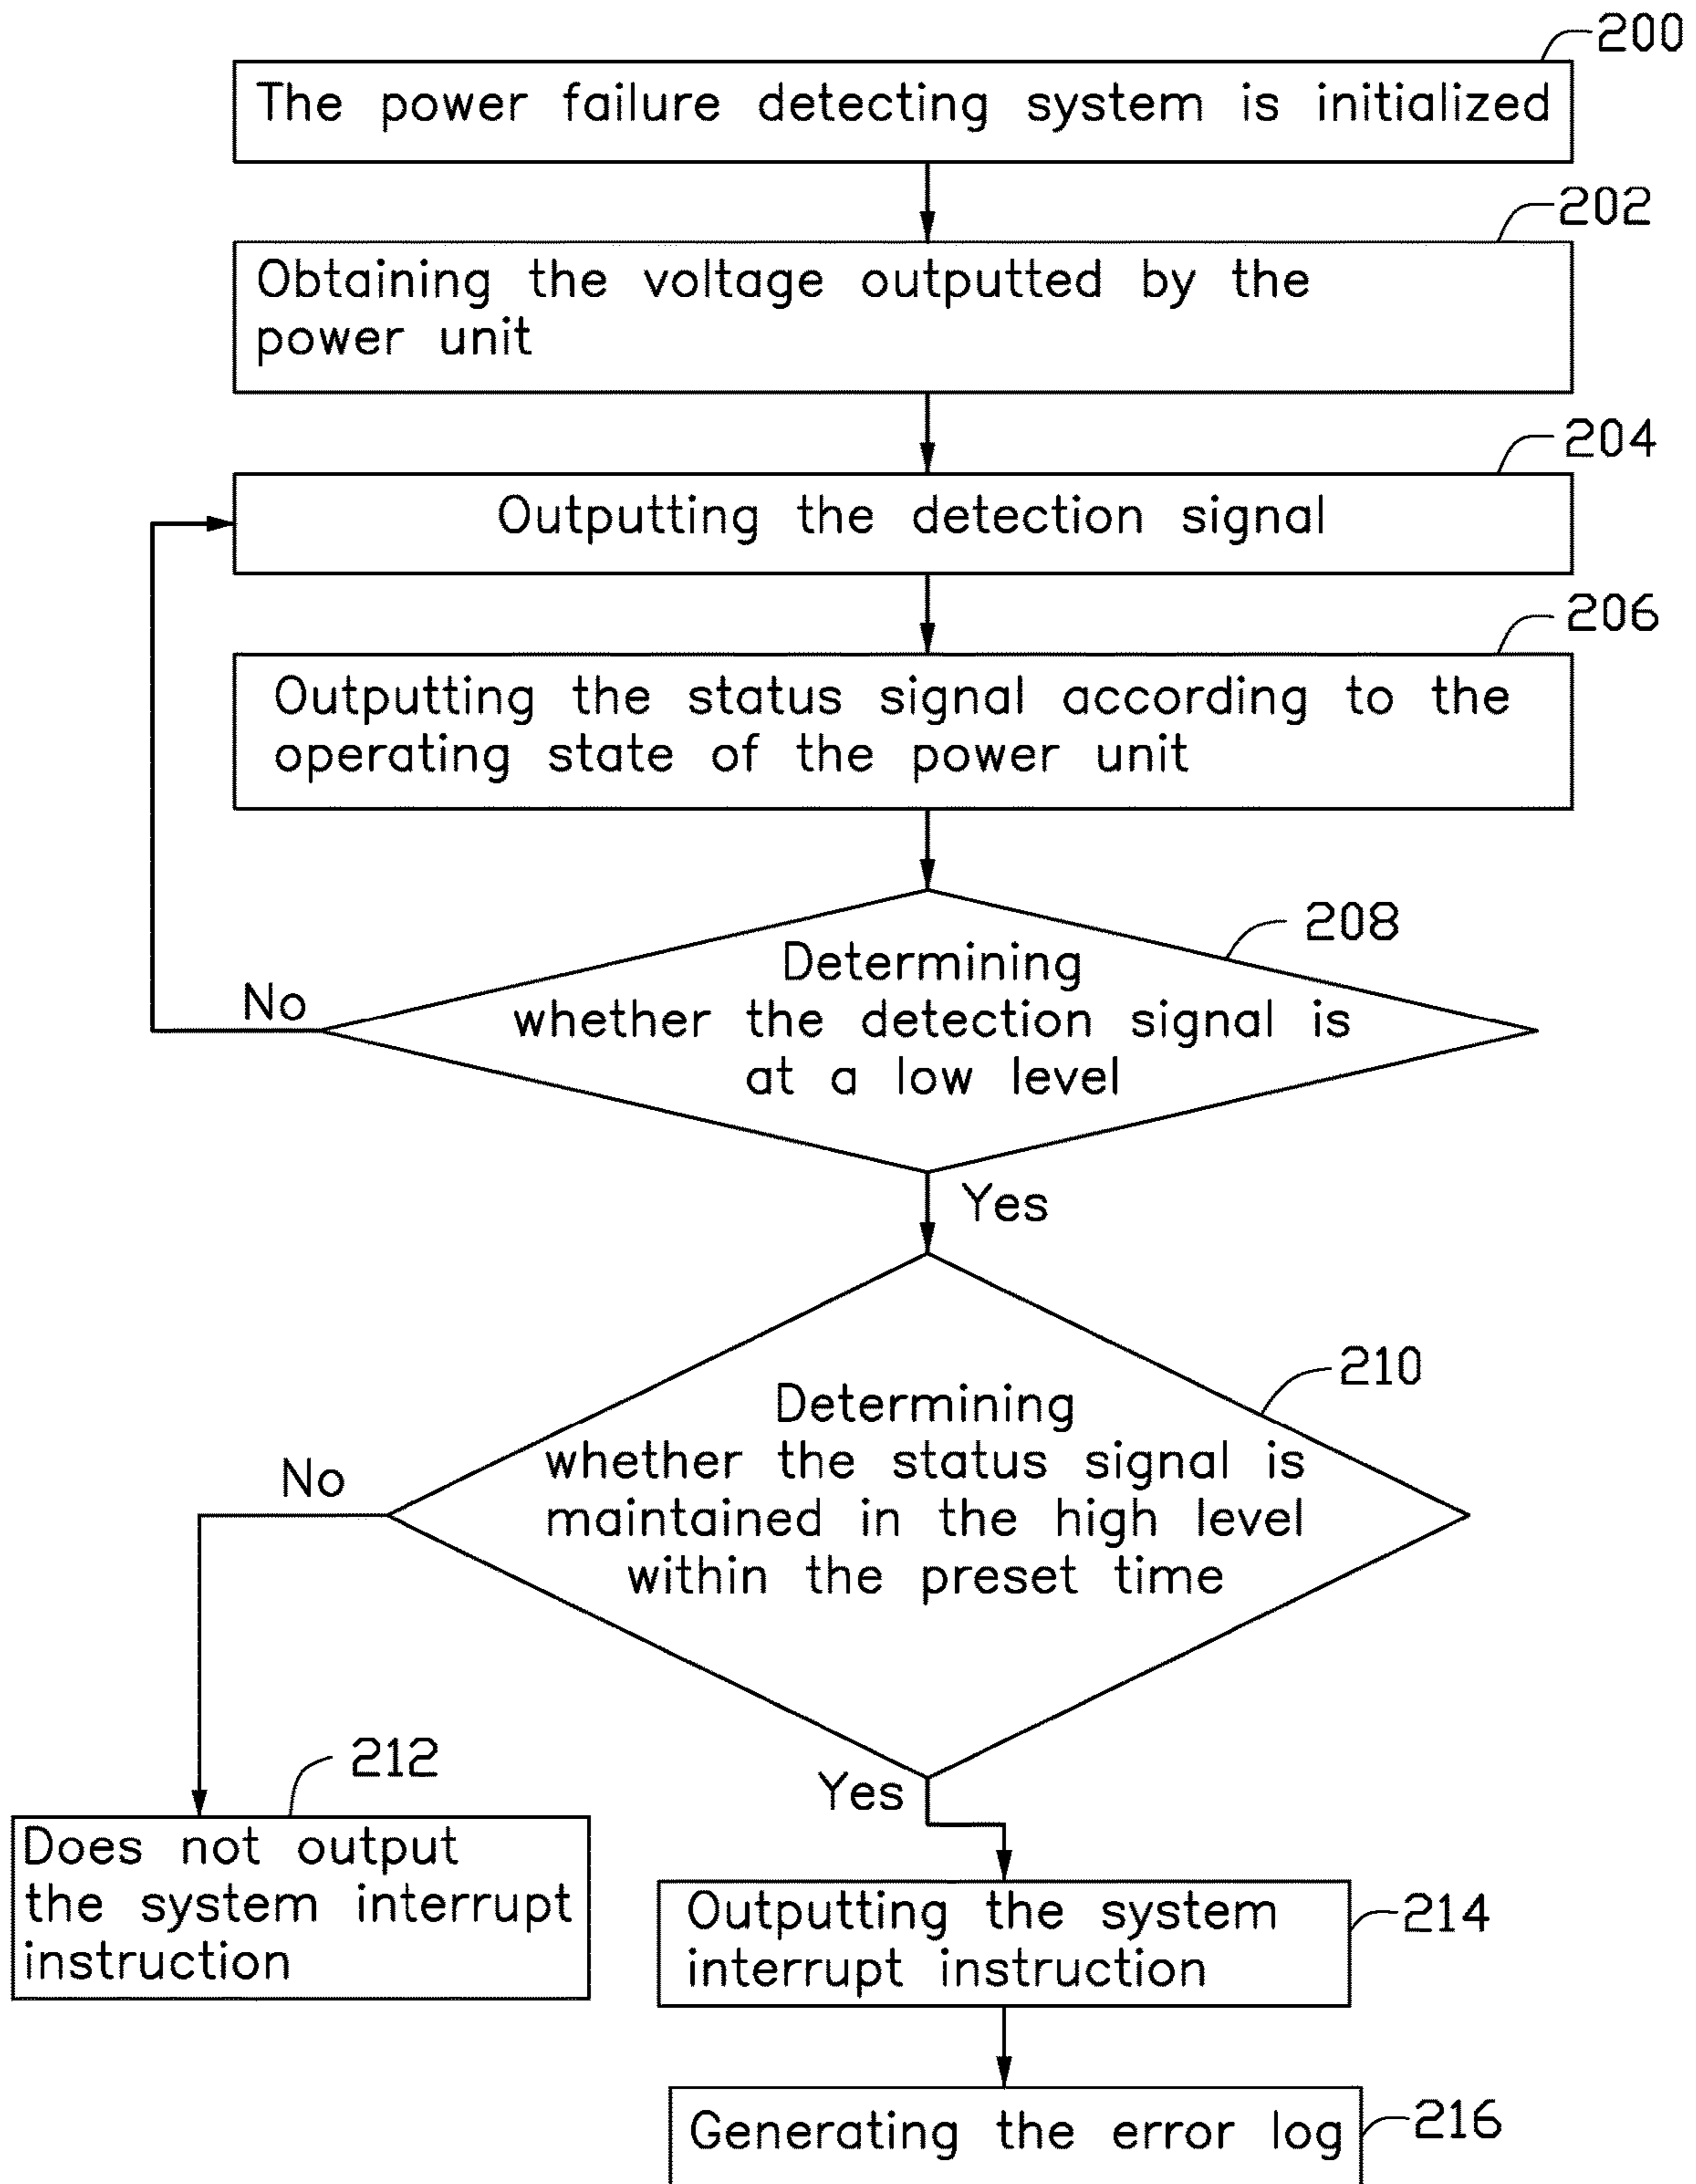 200
The power failure detecting system is initialized
202
Obtaining the voltage outputted by the
power unit
204
Outputting the detection signal
206
Outputting the status signal according to the
operating state of the power unit
208
Determining
whether the detection signal is
at a low level
No
Yes
210
Determining
whether the status signal is
maintained in the high level
within the preset time
No
Yes
212
Does not output
the system interrupt
instruction
214
Outputting the system
interrupt instruction
216
Generating the error log